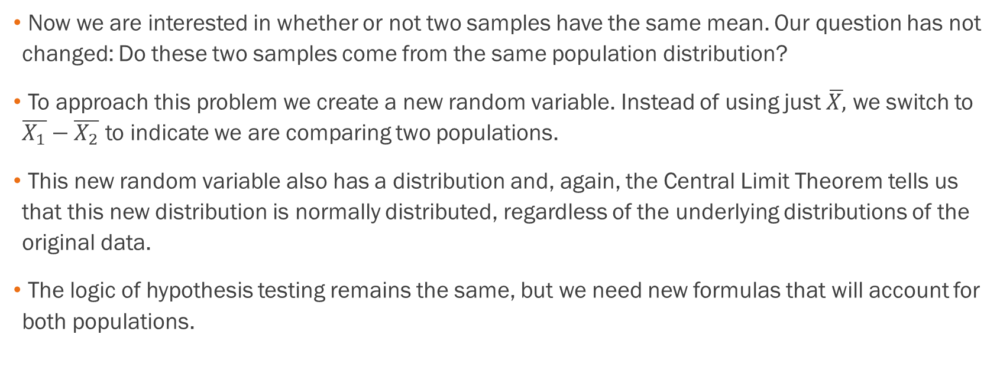 • Now we are interested in whether or not two samples have the same mean. Our question has not
changed: Do these two samples come from the same population distribution?
• To approach this problem we create a new random variable. Instead of using just X̅, we switch to
X̅₁ − X̅₂ to indicate we are comparing two populations.
• This new random variable also has a distribution and, again, the Central Limit Theorem tells us
that this new distribution is normally distributed, regardless of the underlying distributions of the
original data.
• The logic of hypothesis testing remains the same, but we need new formulas that will account for
both populations.